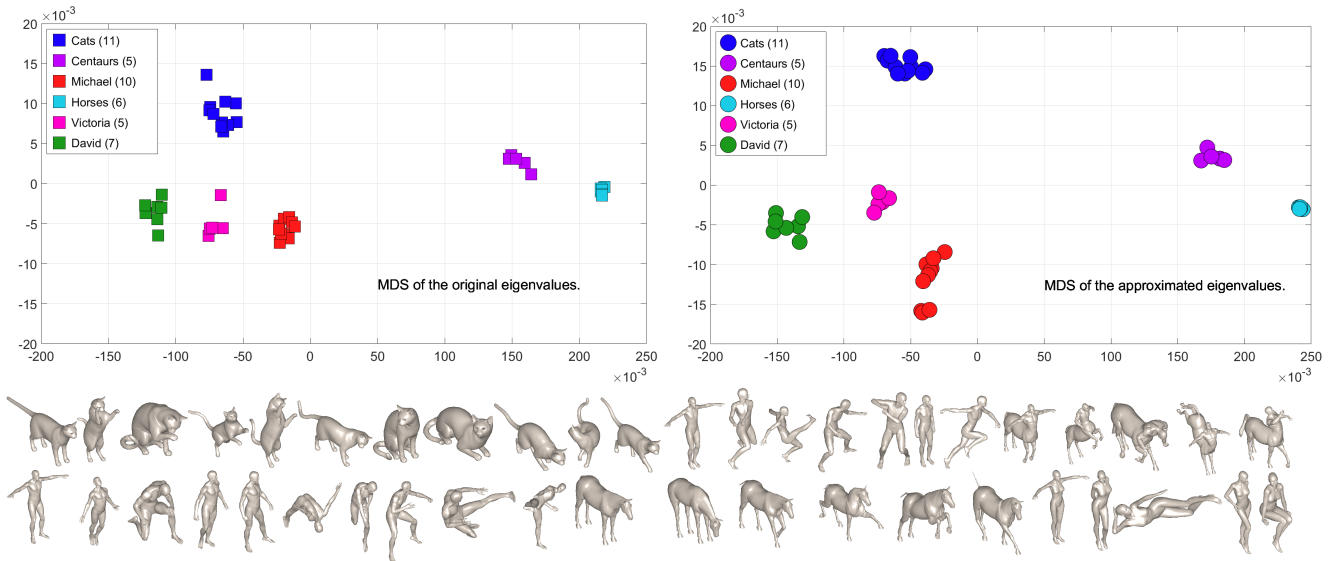 ×10⁻³
20
15
10
5
0
-5
-10
-15
-20
Cats (11)
Centaurs (5)
Michael (10)
Horses (6)
Victoria (5)
David (7)
MDS of the original eigenvalues.
-200 -150 -100 -50 0 50 100 150 200 250
×10⁻³
×10⁻³
20
15
10
5
0
-5
-10
-15
-20
Cats (11)
Centaurs (5)
Michael (10)
Horses (6)
Victoria (5)
David (7)
MDS of the approximated eigenvalues.
-200 -150 -100 -50 0 50 100 150 200 250
×10⁻³